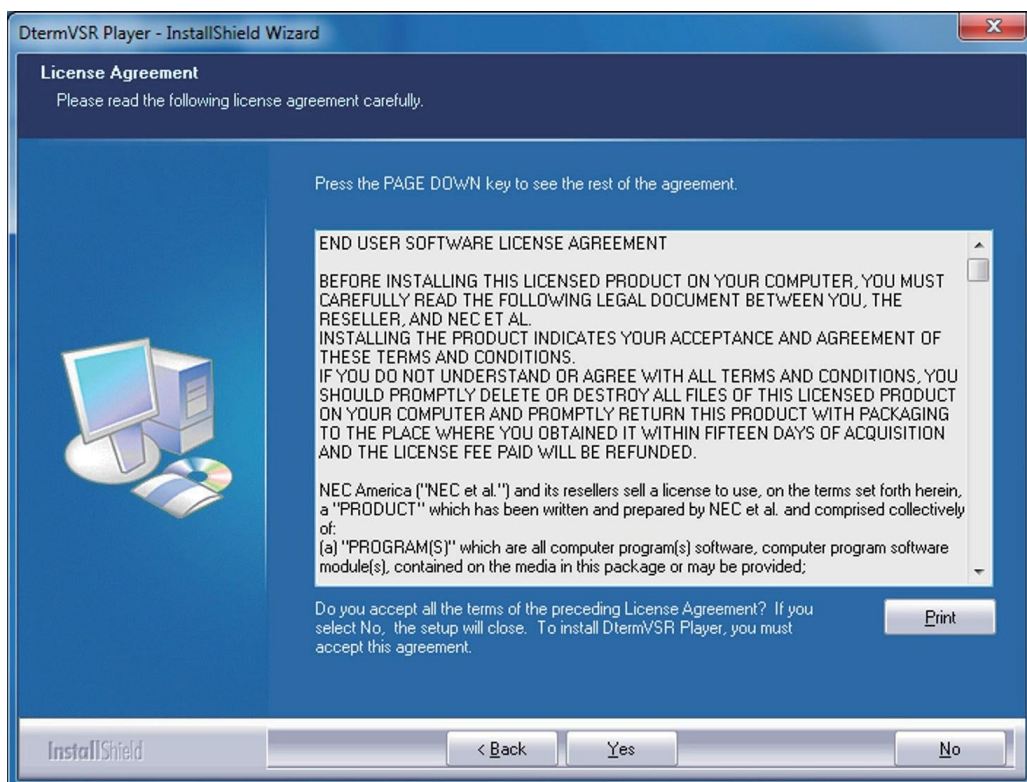 DtermVSR Player - InstallShield Wizard
License Agreement
Please read the following license agreement carefully.
Press the PAGE DOWN key to see the rest of the agreement.
END USER SOFTWARE LICENSE AGREEMENT
BEFORE INSTALLING THIS LICENSED PRODUCT ON YOUR COMPUTER, YOU MUST
CAREFULLY READ THE FOLLOWING LEGAL DOCUMENT BETWEEN YOU, THE
RESELLER, AND NEC ET AL.
INSTALLING THE PRODUCT INDICATES YOUR ACCEPTANCE AND AGREEMENT OF
THESE TERMS AND CONDITIONS.
IF YOU DO NOT UNDERSTAND OR AGREE WITH ALL TERMS AND CONDITIONS, YOU
SHOULD PROMPTLY DELETE OR DESTROY ALL FILES OF THIS LICENSED PRODUCT
ON YOUR COMPUTER AND PROMPTLY RETURN THIS PRODUCT WITH PACKAGING
TO THE PLACE WHERE YOU OBTAINED IT WITHIN FIFTEEN DAYS OF ACQUISITION
AND THE LICENSE FEE PAID WILL BE REFUNDED.
NEC America ("NEC et al.") and its resellers sell a license to use, on the terms set forth herein,
a "PRODUCT" which has been written and prepared by NEC et al. and comprised collectively
of:
(a) "PROGRAM(S)" which are all computer program(s) software, computer program software
module(s), contained on the media in this package or may be provided;
Do you accept all the terms of the preceding License Agreement? If you
select No, the setup will close. To install DtermVSR Player, you must
accept this agreement.
Print
InstallShield
< Back
Yes
No